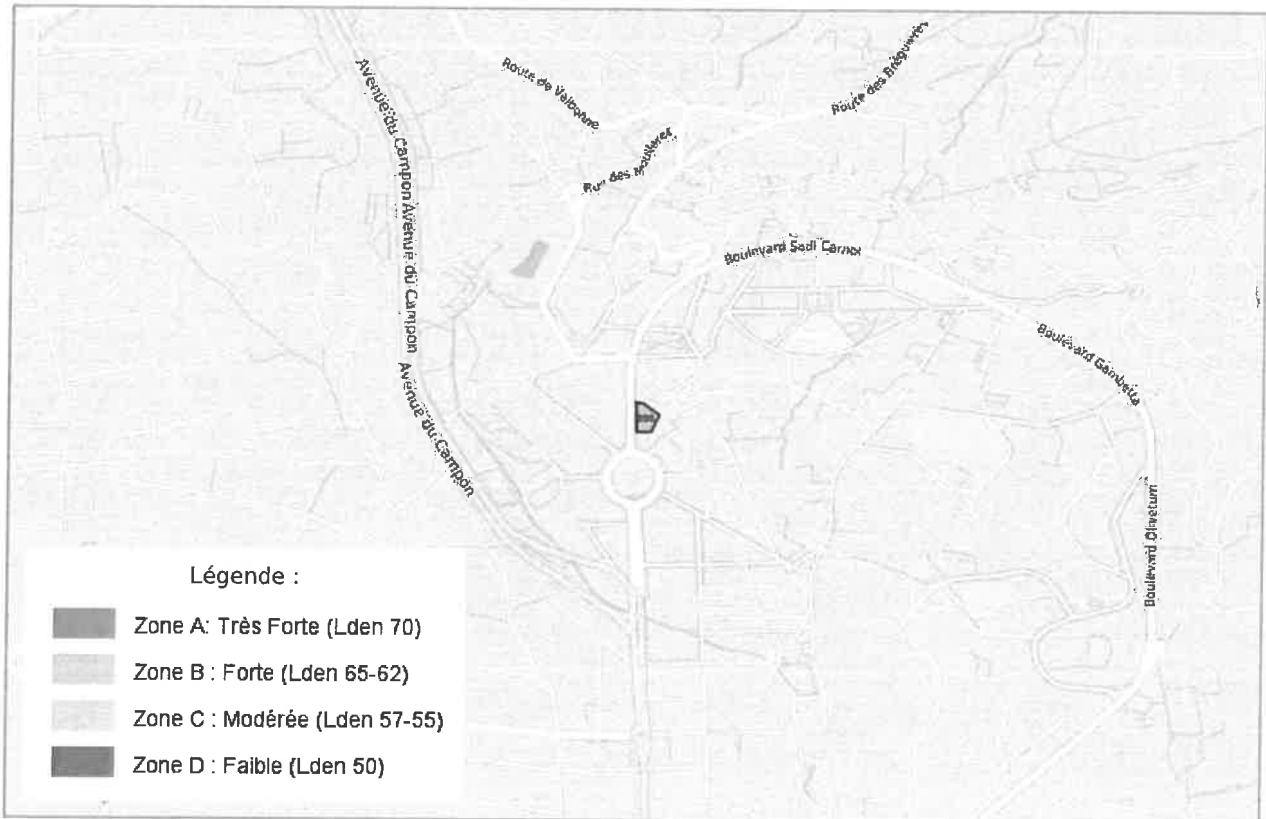 Route de Valbonne
Route des Bréguières
Avenue du Campon Avenue du Campon
Rue des Moulières
Boulevard Sadi Carnot
Boulevard Gambetta
Avenue du Campon
Boulevard Olivetum
Légende :
Zone A: Très Forte (Lden 70)
Zone B : Forte (Lden 65-62)
Zone C : Modérée (Lden 57-55)
Zone D : Faible (Lden 50)